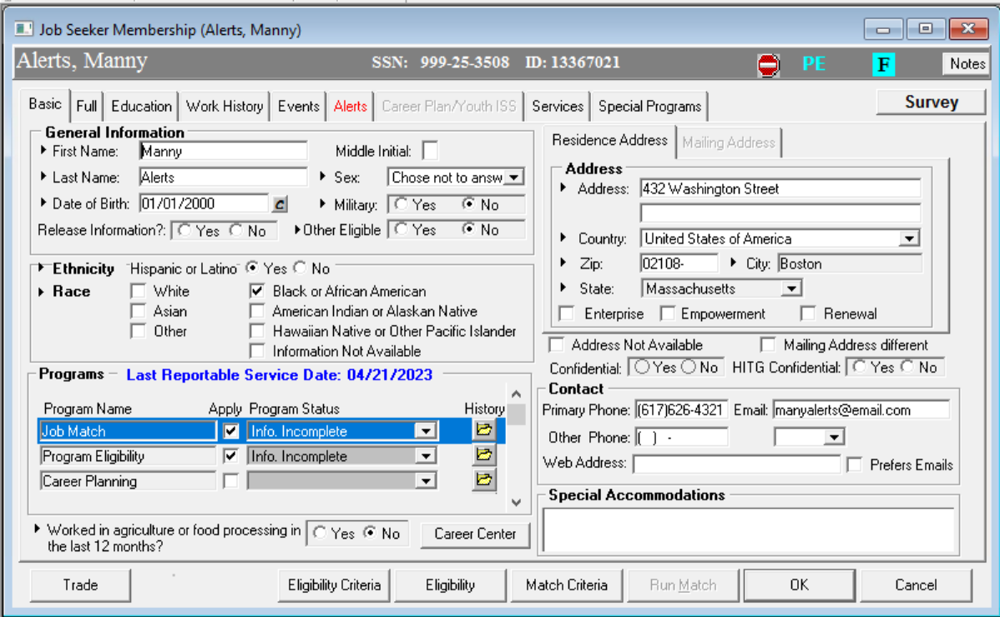 Job Seeker Membership (Alerts, Manny)
Alerts, Manny SSN: 999-25-3508 ID: 13367021 PE F Notes
Basic Full Education Work History Events Alerts Career Plan/Youth ISS Services Special Programs Survey
General Information
First Name: Manny Middle Initial:
Last Name: Alerts Sex: Chose not to answ
Date of Birth: 01/01/2000 C Military: Yes No
Release Information?: Yes No Other Eligible Yes No
Ethnicity Hispanic or Latino Yes No
Race White Black or African American
Asian American Indian or Alaskan Native
Other Hawaiian Native or Other Pacific Islander
Information Not Available
Programs Last Reportable Service Date: 04/21/2023
Program Name Apply Program Status History
Job Match Info. Incomplete
Program Eligibility Info. Incomplete
Career Planning
Worked in agriculture or food processing in
the last 12 months?
Yes No Career Center
Residence Address Mailing Address
Address
Address: 432 Washington Street
Country: United States of America
Zip: 02108- City: Boston
State: Massachusetts
Enterprise Empowerment Renewal
Address Not Available Mailing Address different
Confidential: Yes No HITG Confidential: Yes No
Contact
Primary Phone: (617)626-4321 Email: manyalerts@email.com
Other Phone: ( ) -
Web Address: Prefers Emails
Special Accommodations
Trade Eligibility Criteria Eligibility Match Criteria Run Match OK Cancel